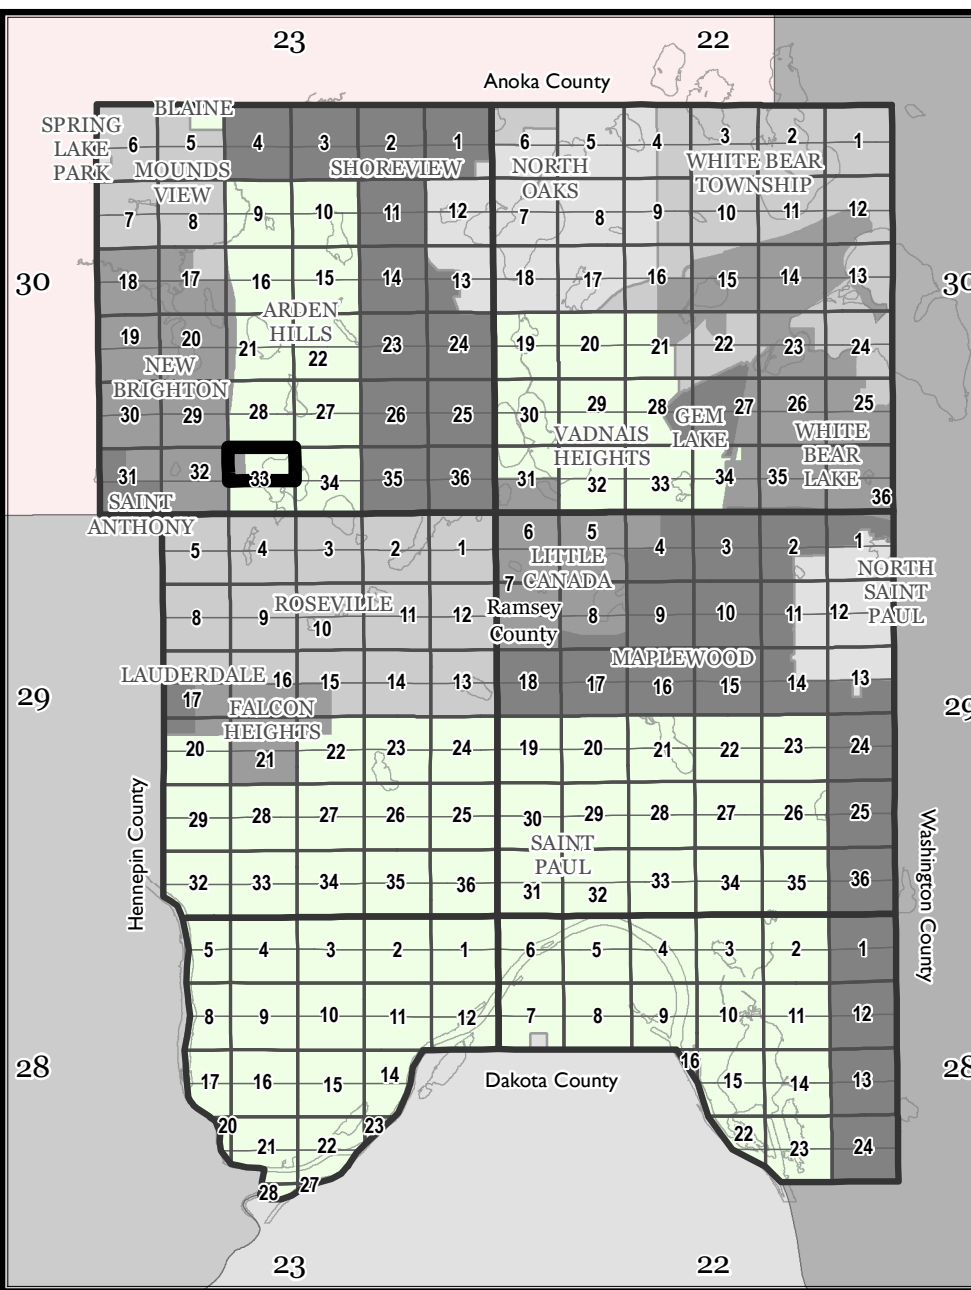 23 22
Anoka County
BLAINE
SPRING
LAKE
PARK
6 5 4 3 2 1 6 5 4 3 2 1
MOUNDS
VIEW
SHOREVIEW
NORTH
OAKS
WHITE BEAR
TOWNSHIP
7 8 9 10 11 12 7 8 9 10 11 12
30 18 17 16 15 14 13 18 17 16 15 14 13 30
ARDEN
HILLS
19 20 21 22 23 24 19 20 21 22 23 24
NEW
BRIGHTON
30 29 28 27 26 25 30 29 28 27 26 25
GEM
LAKE
VADNAIS
HEIGHTS
WHITE
BEAR
LAKE
31 32 33 34 35 36 31 32 33 34 35 36
SAINT
ANTHONY
5 4 3 2 1 6 5 4 3 2 1
LITTLE
CANADA
NORTH
SAINT
PAUL
8 9 10 11 12 7 8 9 10 11 12
ROSEVILLE
Ramsey
County
MAPLEWOOD
LAUDERDALE
29 17 16 15 14 13 18 17 16 15 14 13 29
FALCON
HEIGHTS
20 21 22 23 24 19 20 21 22 23 24
29 28 27 26 25 30 29 28 27 26 25
SAINT
PAUL
Hennepin County
Washington County
32 33 34 35 36 31 32 33 34 35 36
5 4 3 2 1 6 5 4 3 2 1
8 9 10 11 12 7 8 9 10 11 12
28 17 16 15 14 16 15 14 13 28
Dakota County
20 21 22 23 22 23 24
28 27
23 22